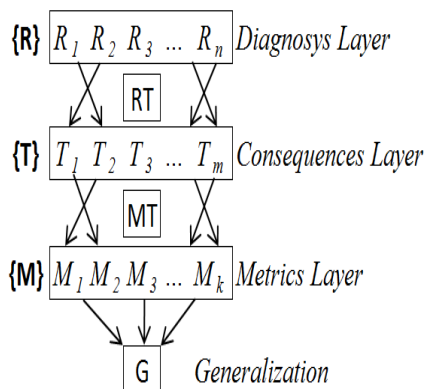 {R} R1 R2 R3 ... Rn Diagnosys Layer
RT
{T} T1 T2 T3 ... Tm Consequences Layer
MT
{M} M1 M2 M3 ... Mk Metrics Layer
G Generalization